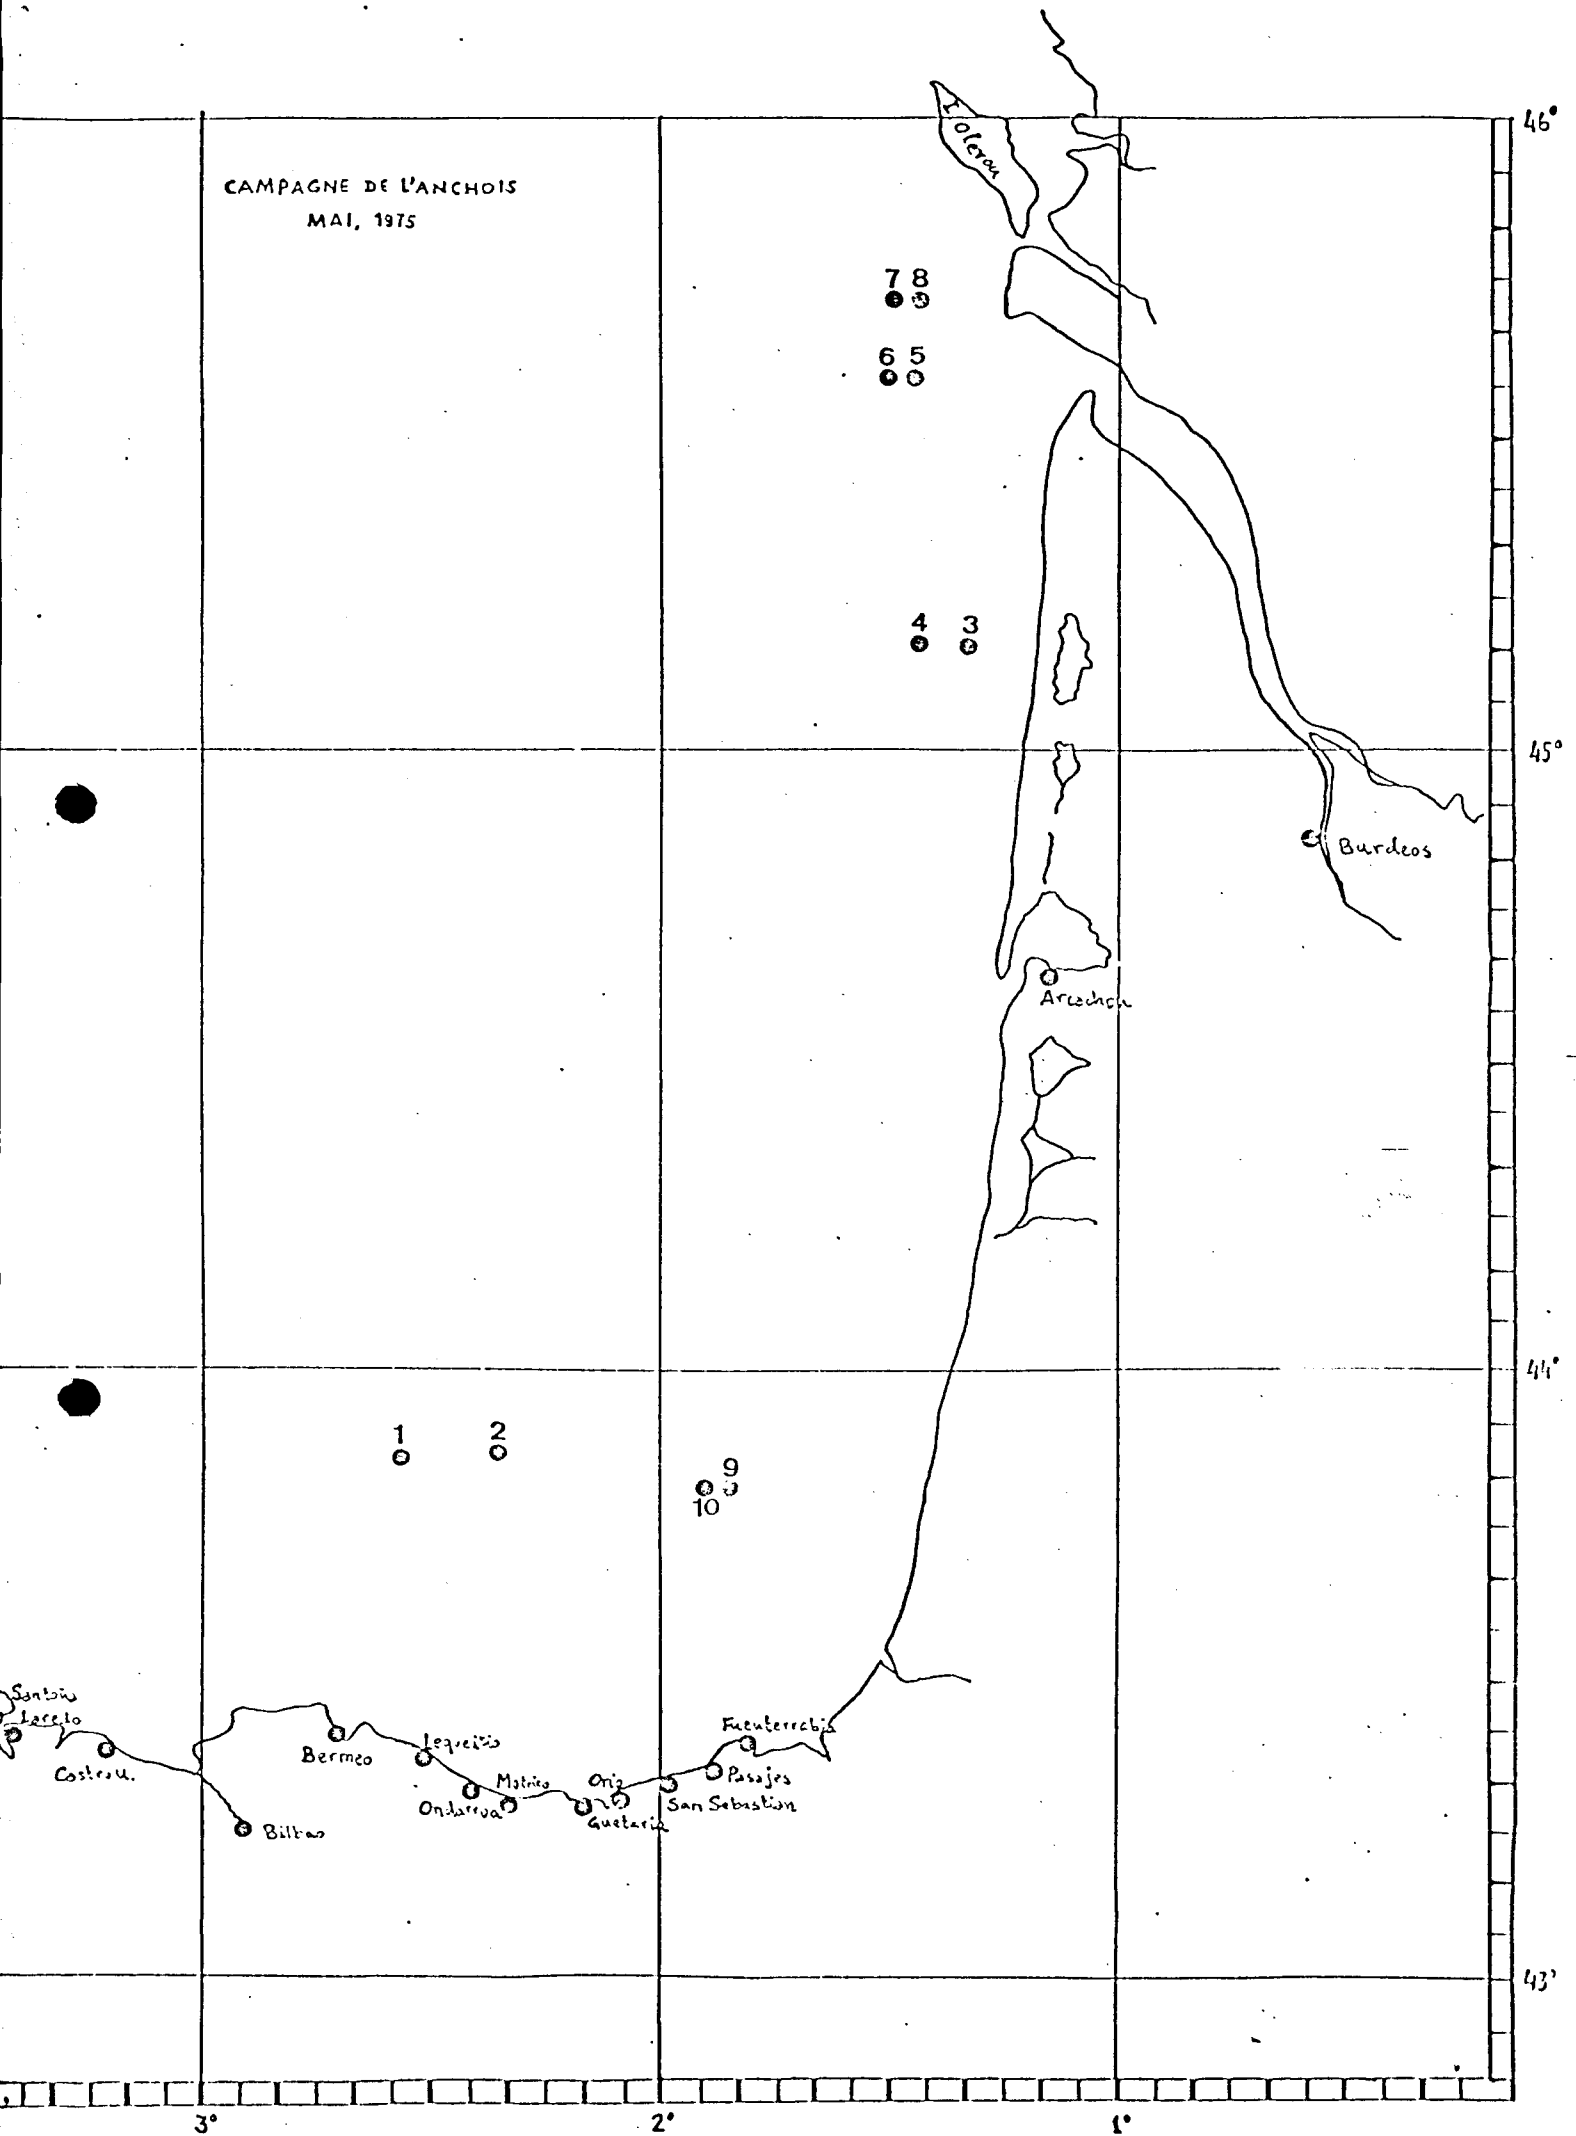 46°
I Oleron
CAMPAGNE DE L'ANCHOIS
MAI, 1975
7 8
6 5
4 3
45°
Burdeos
Arcachon
44°
1
2
9
10
Santoña
Laredo
Castro U.
Bilbao
Bermeo
Lequeitio
Ondarroa
Motrico
Guetaria
Orio
San Sebastian
Pasajes
Fuenterrabia
43°
3°
2°
1°